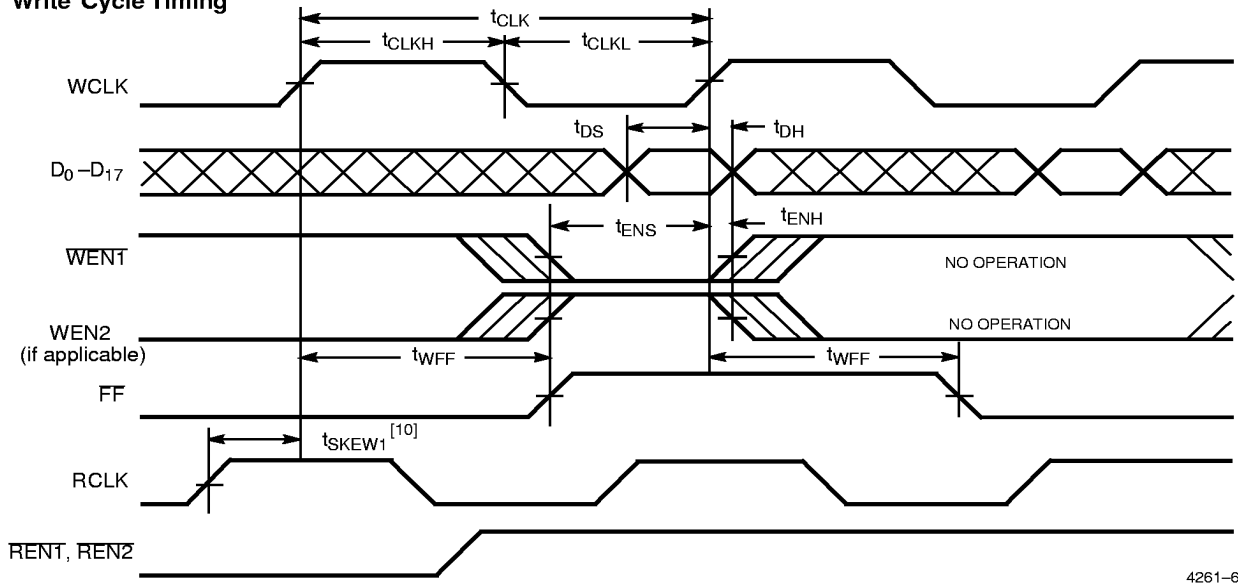 Write Cycle Timing
tCLK
tCLKH
tCLKL
WCLK
tDS
tDH
D0 –D17
tENS
tENH
WEN1
NO OPERATION
WEN2
(if applicable)
NO OPERATION
tWFF
tWFF
FF
tSKEW1 [10]
RCLK
REN1, REN2
4261–6